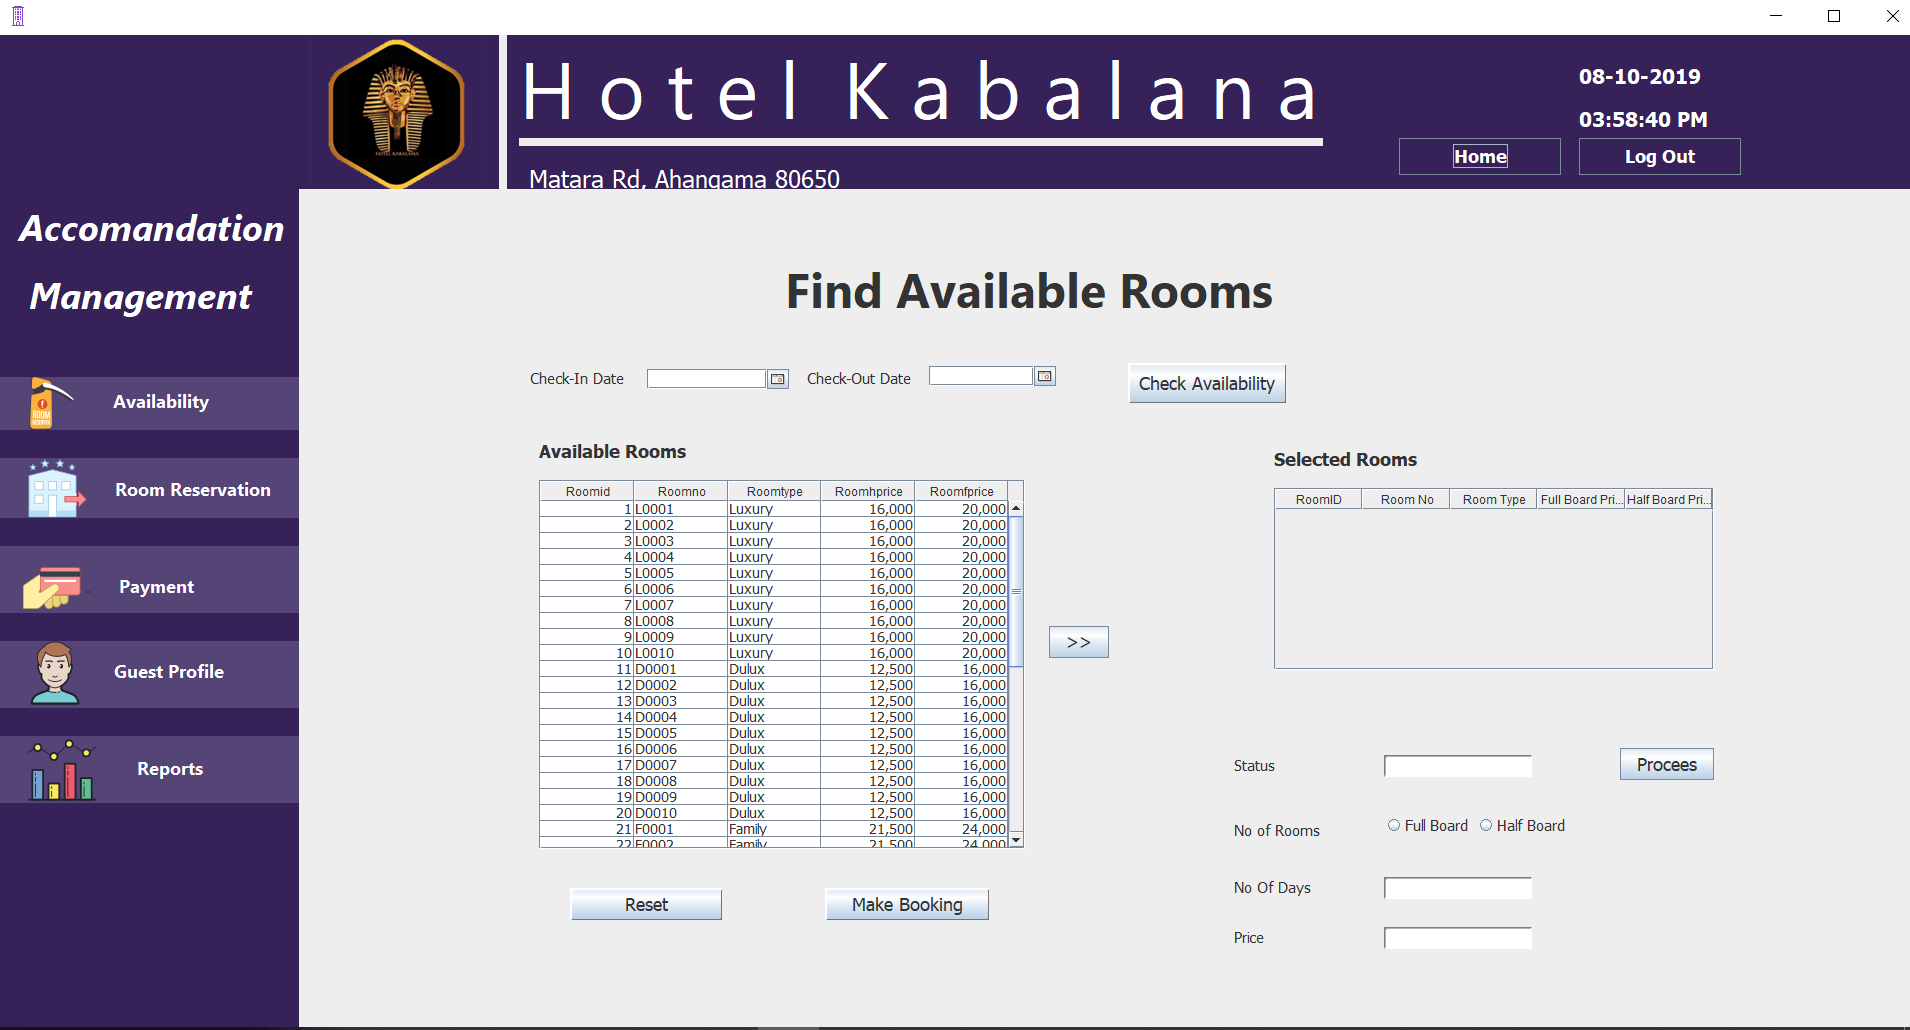 Hotel Kabalana
Matara Rd, Ahangama 80650
08-10-2019
03:58:40 PM
Home Log Out
HOTEL KABALANA
Accomandation
Management
Availability
Room Reservation
Payment
Guest Profile
Reports
Find Available Rooms
Check-In Date Check-Out Date Check Availability
Available Rooms
Roomid Roomno Roomtype Roomhprice Roomfprice
1 L0001 Luxury 16,000 20,000
2 L0002 Luxury 16,000 20,000
3 L0003 Luxury 16,000 20,000
4 L0004 Luxury 16,000 20,000
5 L0005 Luxury 16,000 20,000
6 L0006 Luxury 16,000 20,000
7 L0007 Luxury 16,000 20,000
8 L0008 Luxury 16,000 20,000
9 L0009 Luxury 16,000 20,000
10 L0010 Luxury 16,000 20,000
11 D0001 Dulux 12,500 16,000
12 D0002 Dulux 12,500 16,000
13 D0003 Dulux 12,500 16,000
14 D0004 Dulux 12,500 16,000
15 D0005 Dulux 12,500 16,000
16 D0006 Dulux 12,500 16,000
17 D0007 Dulux 12,500 16,000
18 D0008 Dulux 12,500 16,000
19 D0009 Dulux 12,500 16,000
20 D0010 Dulux 12,500 16,000
21 F0001 Family 21,500 24,000
22 F0002 Family 21,500 24,000
>>
Reset Make Booking
Selected Rooms
RoomID Room No Room Type Full Board Pri... Half Board Pri...
Status Procees
No of Rooms Full Board Half Board
No Of Days
Price